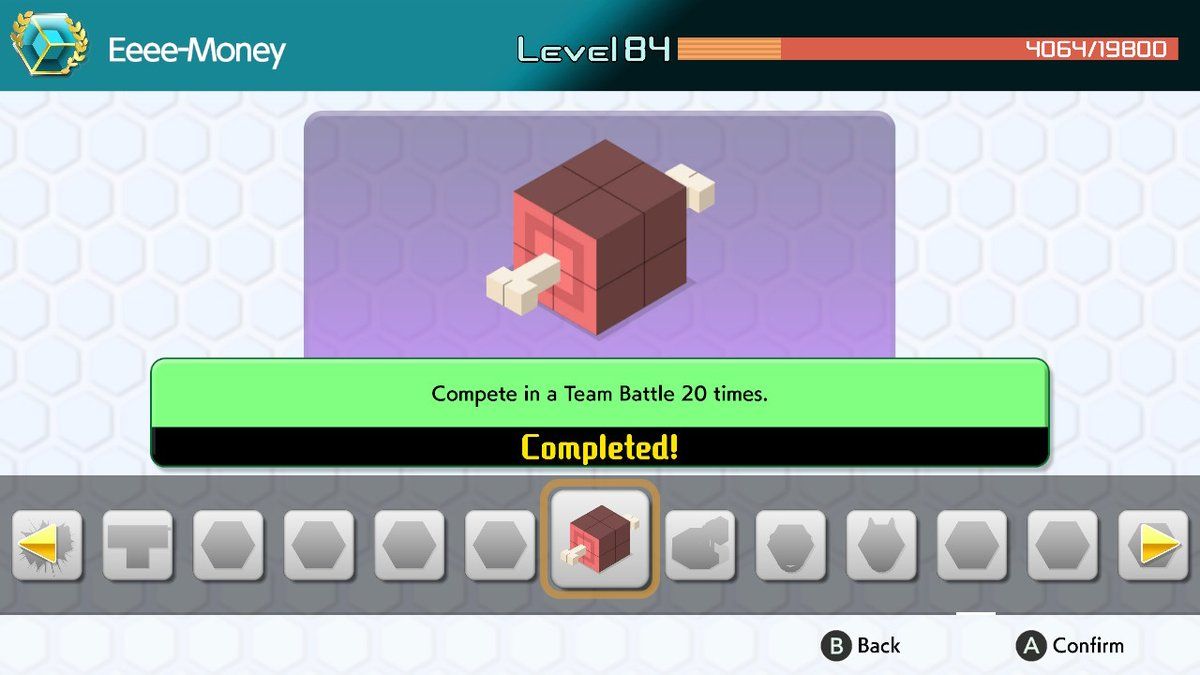 Eeee-Money
Level 84
4064/19800
Compete in a Team Battle 20 times.
Completed!
B Back
A Confirm